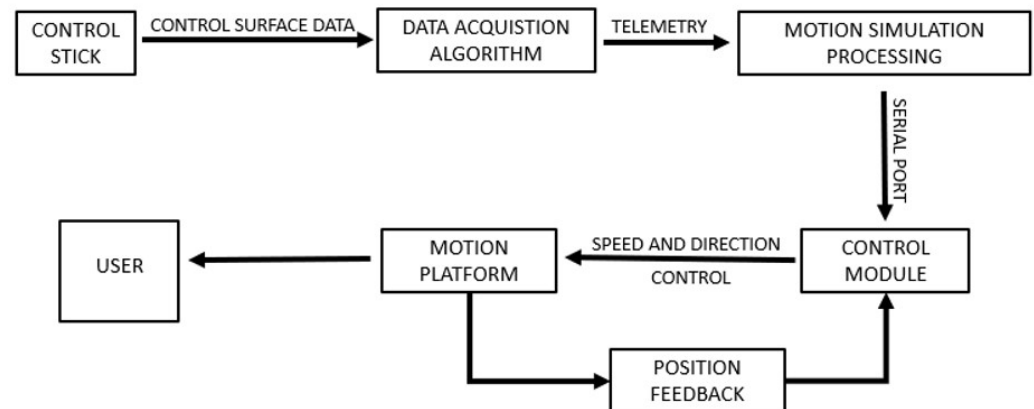 CONTROL
STICK
CONTROL SURFACE DATA
DATA ACQUISTION
ALGORITHM
TELEMETRY
MOTION SIMULATION
PROCESSING
SERIAL PORT
CONTROL
MODULE
SPEED AND DIRECTION
CONTROL
MOTION
PLATFORM
USER
POSITION
FEEDBACK